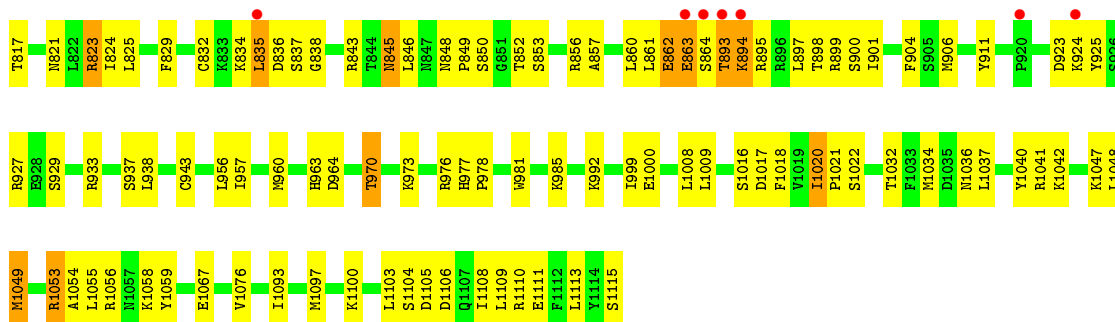 T817 N821 L822 R823 I824 L825 F829 C832 K833 K834 L835 D836 S837 G838 R843 T844 N845 L846 N847 N848 P849 S850 G851 T852 S853 R856 A857 L860 L861 E862 E863 S864 T893 K894 R895 R896 L897 T898 R899 S900 I901 F904 S905 M906 Y911 P920 D923 K924 Y925 S926
R927 E928 S929 R933 S937 L938 C943 L956 I957 M960 H963 D964 T970 K973 R976 H977 P978 W981 K985 K992 I999 E1000 L1008 L1009 S1016 D1017 F1018 V1019 I1020 P1021 S1022 T1032 F1033 M1034 D1035 N1036 L1037 Y1040 R1041 K1042 K1047 L1048
M1049 R1053 A1054 L1055 R1056 N1057 K1058 Y1059 E1067 V1076 I1093 M1097 K1100 L1103 S1104 D1105 D1106 Q1107 I1108 L1109 R1110 E1111 F1112 L1113 Y1114 S1115